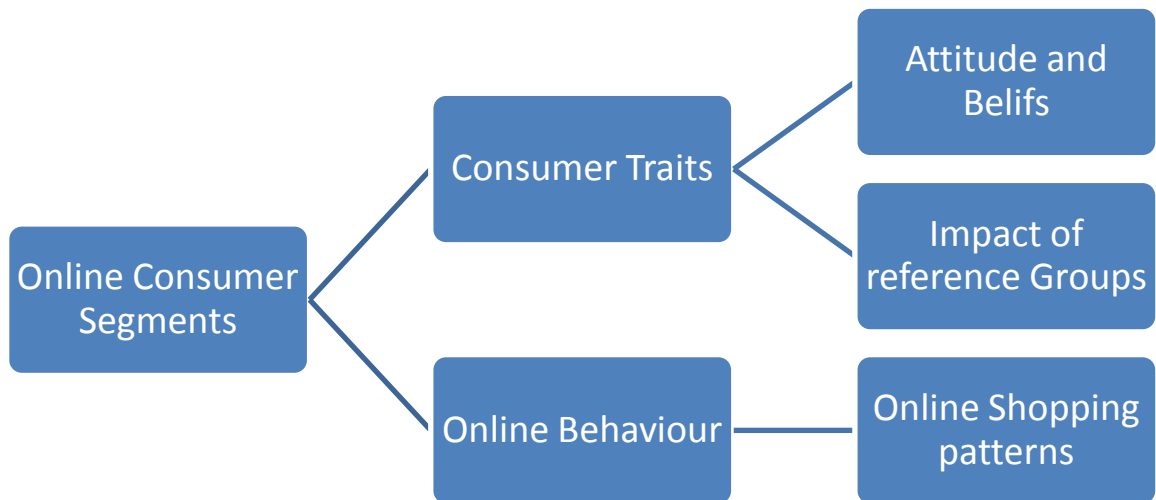 Online Consumer
Segments
Consumer Traits
Attitude and
Belifs
Impact of
reference Groups
Online Behaviour
Online Shopping
patterns